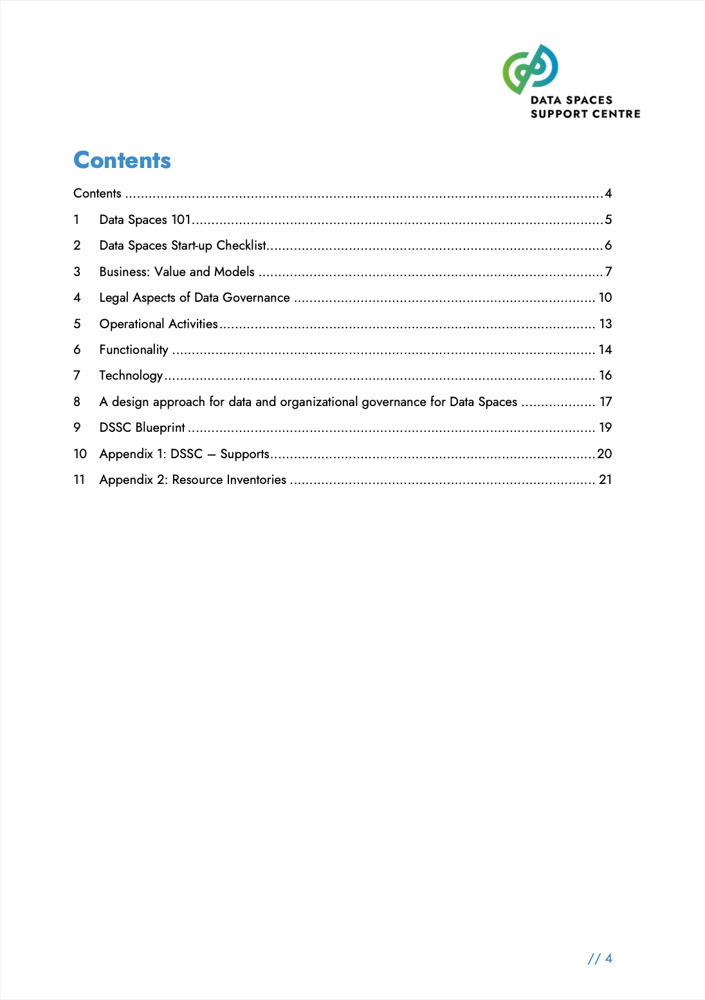 DATA SPACES
SUPPORT CENTRE
Contents
Contents ........................................................................................................................ 4
1 Data Spaces 101........................................................................................................ 5
2 Data Spaces Start-up Checklist..................................................................................... 6
3 Business: Value and Models ........................................................................................ 7
4 Legal Aspects of Data Governance ............................................................................ 10
5 Operational Activities............................................................................................... 13
6 Functionality ............................................................................................................ 14
7 Technology............................................................................................................. 16
8 A design approach for data and organizational governance for Data Spaces ................... 17
9 DSSC Blueprint ....................................................................................................... 19
10 Appendix 1: DSSC – Supports.................................................................................. 20
11 Appendix 2: Resource Inventories ............................................................................. 21
// 4